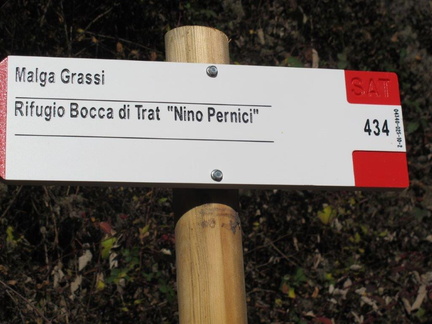 Malga Grassi
Rifugio Bocca di Trat "Nino Pernici"
SAT
434